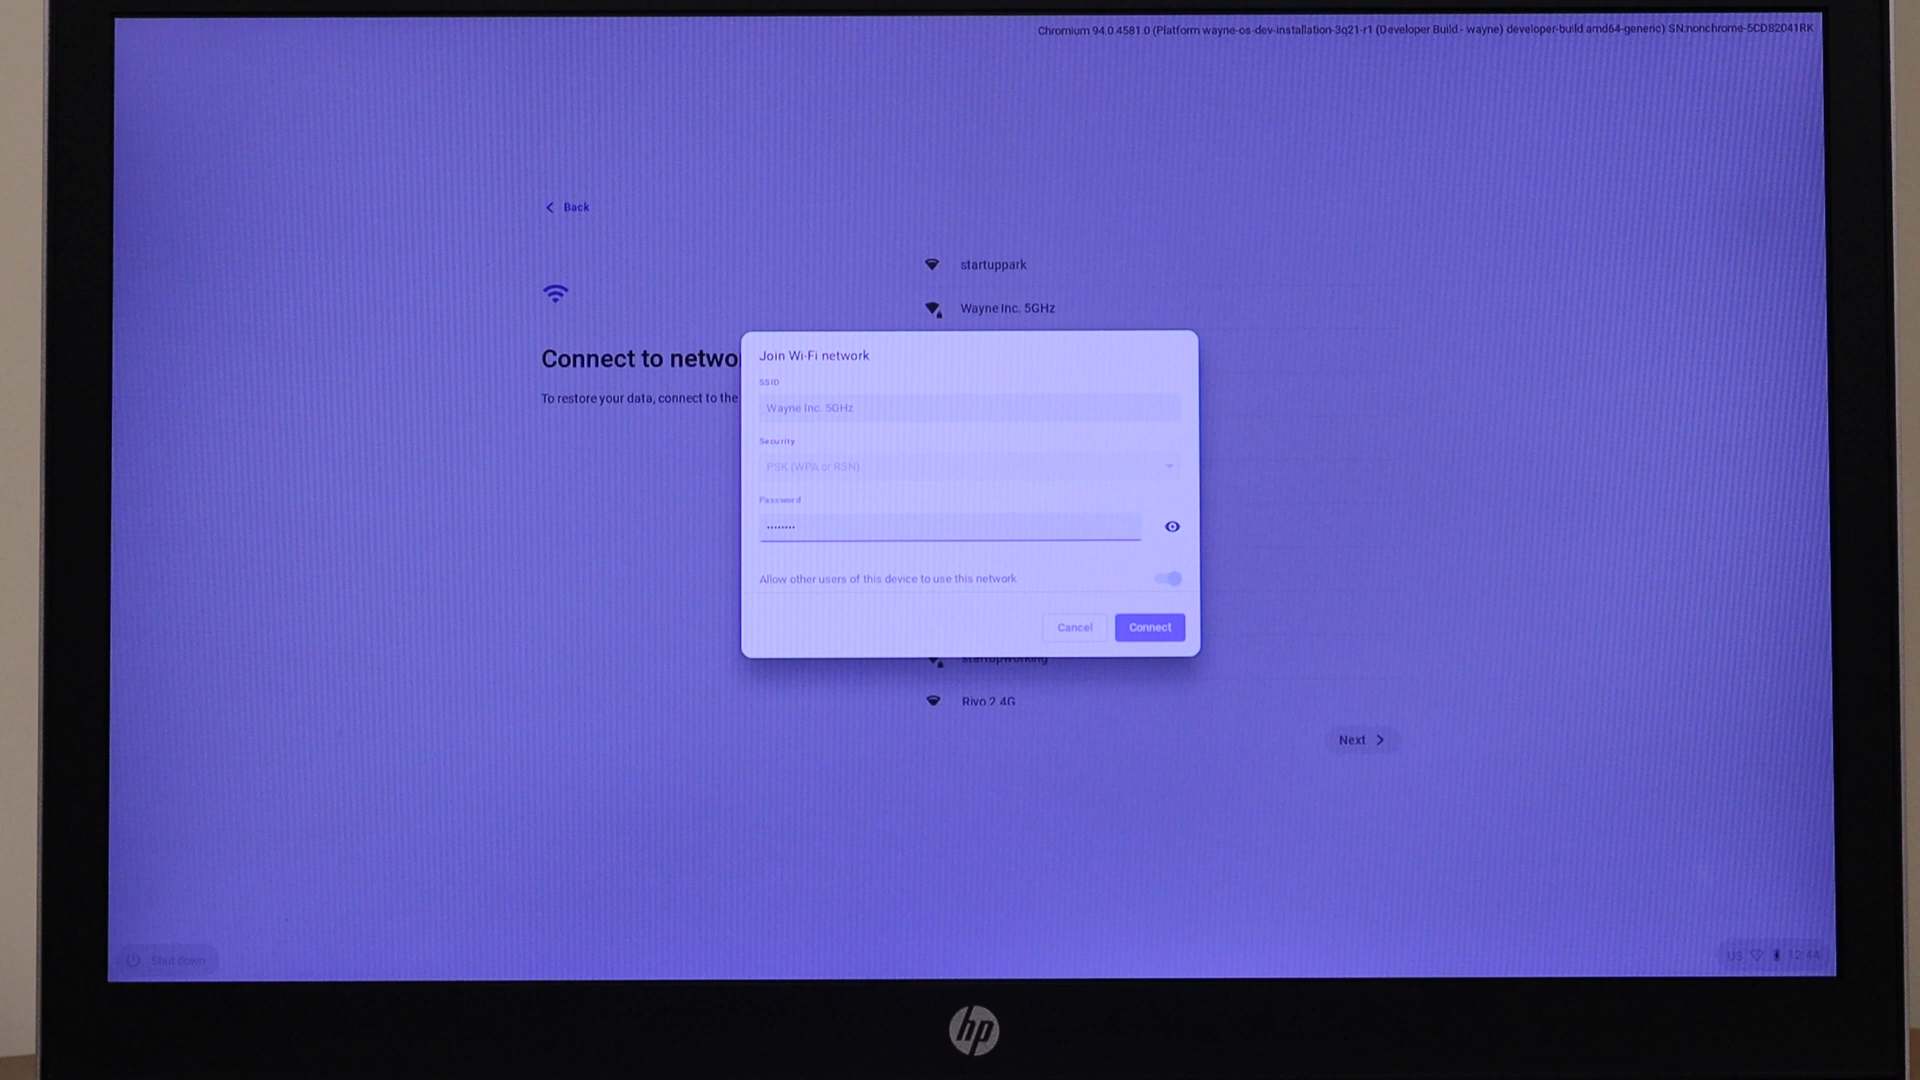 Chromium 94.0.4581.0 (Platform wayne-os-dev-installation-3q21-r1 (Developer Build - wayne) developer-build amd64-generic) SN:nonchrome-5CD82041RK
Back
startuppark
Wayne Inc. 5GHz
Connect to netwo
To restore your data, connect to the
Join Wi-Fi network
SSID
Wayne Inc. 5GHz
Security
PSK (WPA or RSN)
Password
••••••••
Allow other users of this device to use this network
Cancel
Connect
startupworking
Rivo 2.4G
Next
Shut down
US
12:44
hp